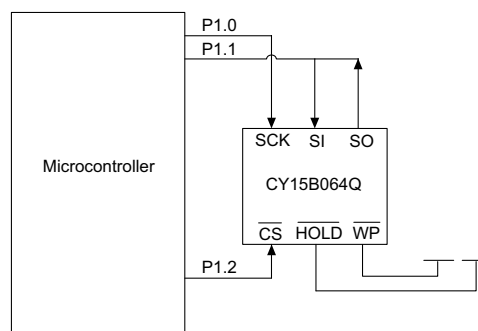 P1.0
P1.1
SCK SI SO
Microcontroller
CY15B064Q
CS HOLD WP
P1.2